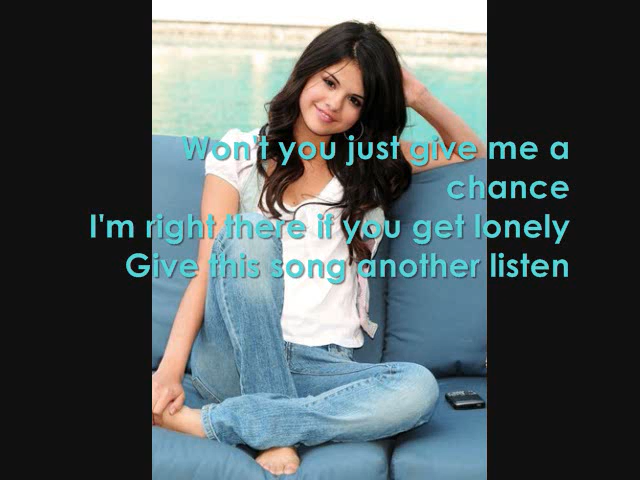 Won't you just give me a
chance
I'm right there if you get lonely
Give this song another listen